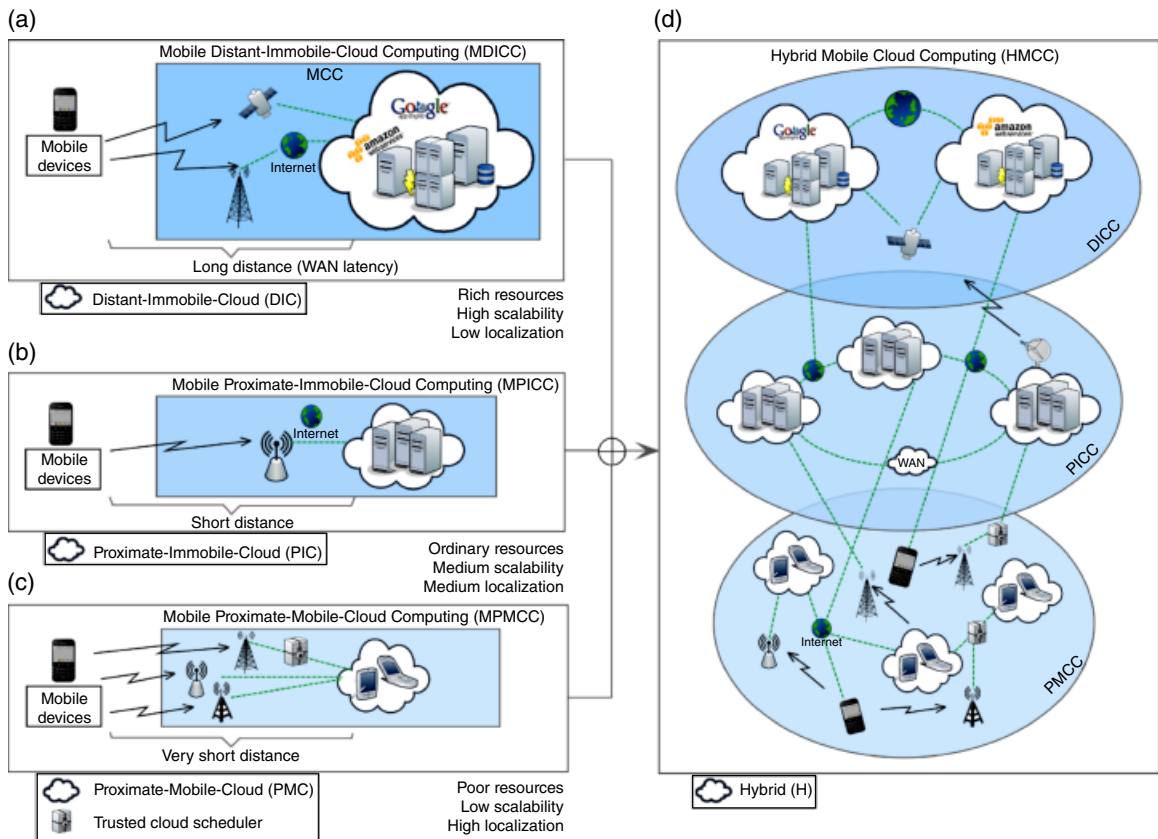 (a)
Mobile Distant-Immobile-Cloud Computing (MDICC)
MCC
Google
amazon
webservices
Mobile
devices
Internet
Long distance (WAN latency)
Distant-Immobile-Cloud (DIC)
Rich resources
High scalability
Low localization
(b)
Mobile Proximate-Immobile-Cloud Computing (MPICC)
Mobile
devices
Internet
Short distance
Proximate-Immobile-Cloud (PIC)
Ordinary resources
Medium scalability
Medium localization
(c)
Mobile Proximate-Mobile-Cloud Computing (MPMCC)
Mobile
devices
Very short distance
Proximate-Mobile-Cloud (PMC)
Trusted cloud scheduler
Poor resources
Low scalability
High localization
(d)
Hybrid Mobile Cloud Computing (HMCC)
Google
amazon
webservices
DICC
WAN
PICC
Internet
PMCC
Hybrid (H)